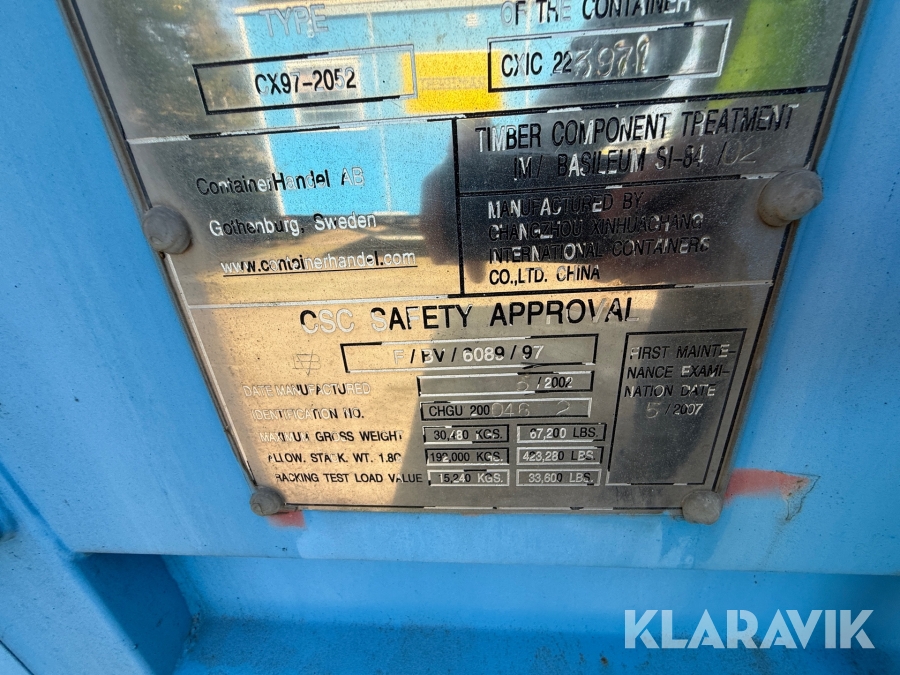 TYPE
OF THE CONTAINER
CX97-2052
CXIC 223971
ContainerHandel AB
Gothenburg, Sweden
www.containerhandel.com
TIMBER COMPONENT TREATMENT
IM/ BASILEUM SI-84 /02
MANUFACTURED BY
CHANGZHOU XINHUACHANG
INTERNATIONAL CONTAINERS
CO.,LTD. CHINA
CSC SAFETY APPROVAL
F/BV/6089/97
DATE MANUFACTURED
/2002
IDENTIFICATION NO.
CHGU 200046 2
MAXIMUM GROSS WEIGHT
30,480 KGS.
67,200 LBS.
ALLOW. STACK. WT. 1.8G
192,000 KGS.
423,280 LBS.
RACKING TEST LOAD VALUE
15,240 KGS.
33,600 LBS.
FIRST MAINTE-
NANCE EXAMI-
NATION DATE
5/2007
KLARAVIK